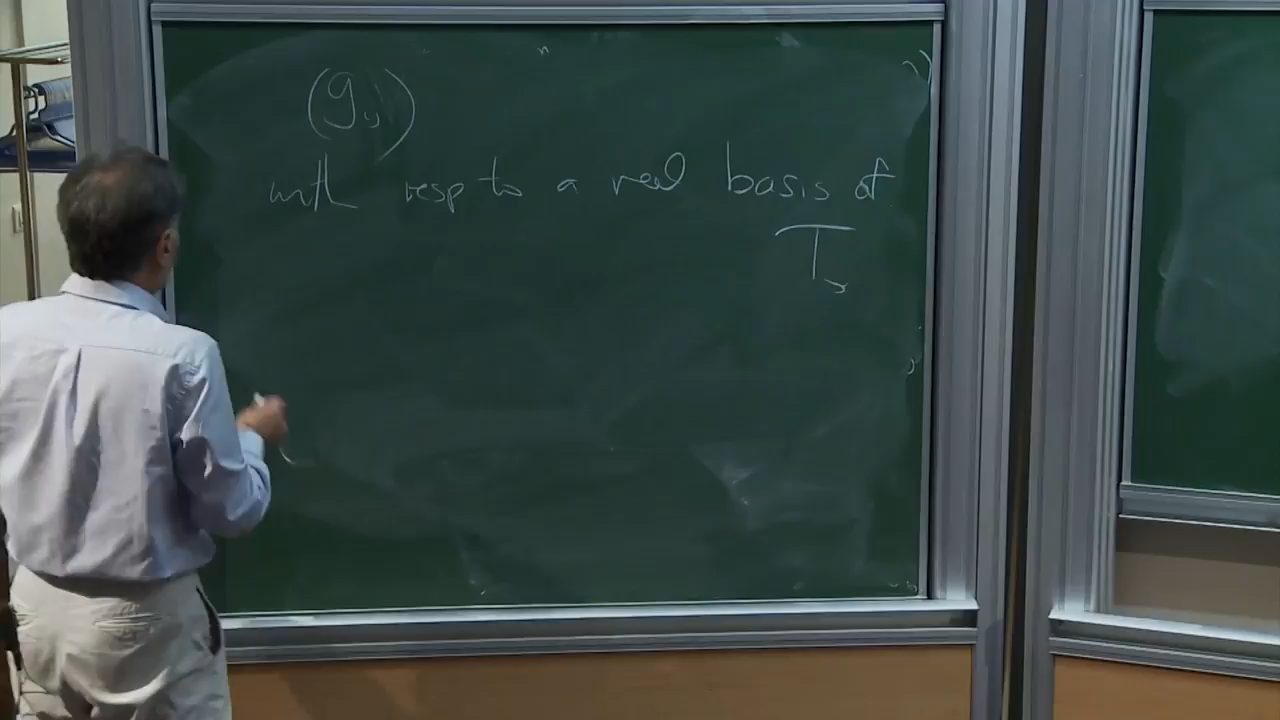 (g_ij)
with resp to a real basis of
T_x